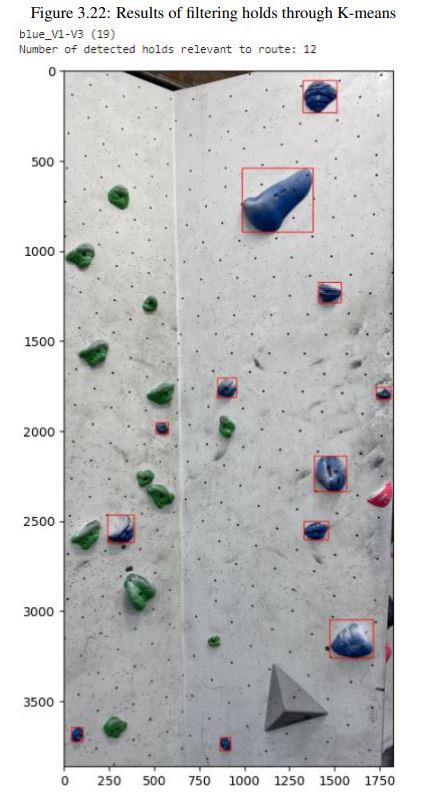 Figure 3.22: Results of filtering holds through K-means
blue_V1-V3 (19)
Number of detected holds relevant to route: 12
0
500
1000
1500
2000
2500
3000
3500
0 250 500 750 1000 1250 1500 1750